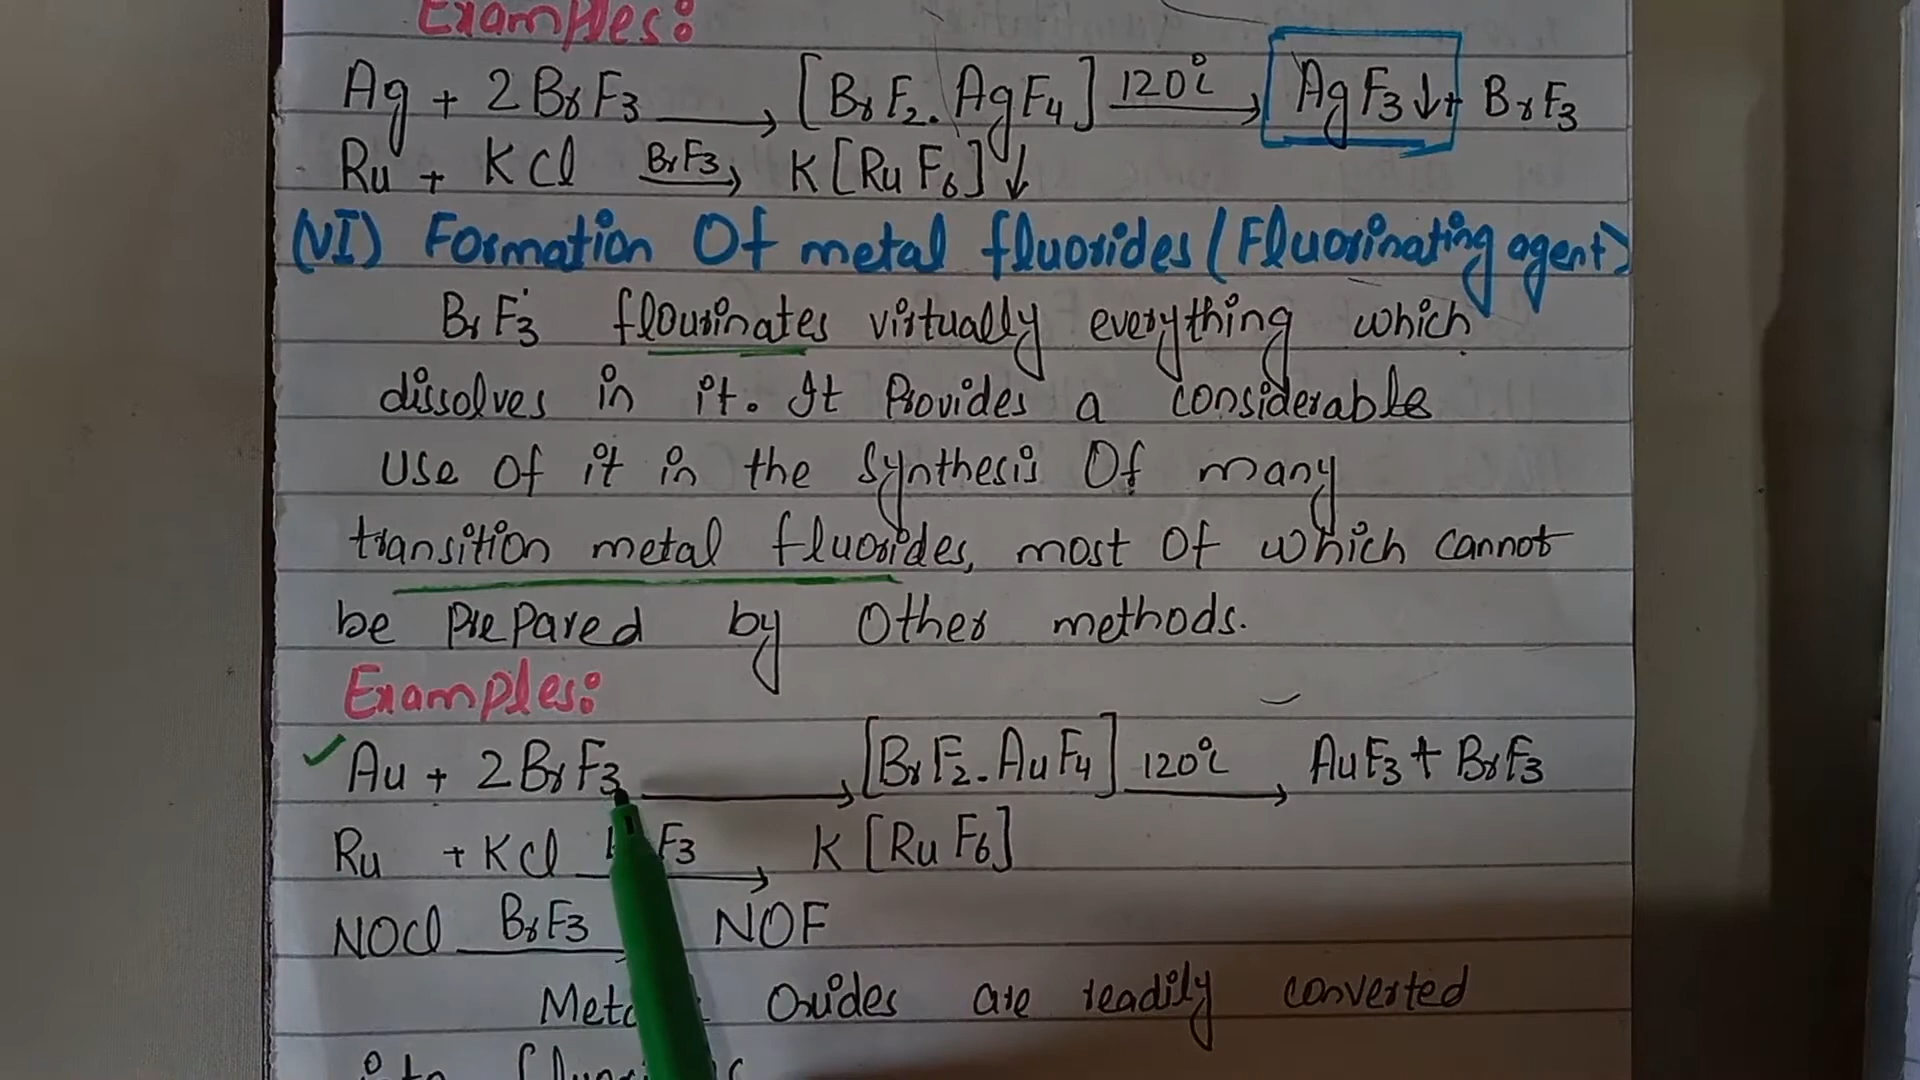 Examples:
Ag + 2BrF3 → [BrF2.AgF4] 120°C → AgF3↓ + BrF3
Ru + KCl BrF3 → K[RuF6]↓
(VI) Formation Of metal fluorides (Fluorinating agent)
BrF3 flourinates virtually everything which
dissolves in it. It Provides a considerable
Use Of it in the Synthesis Of many
transition metal fluorides, most Of which cannot
be prepared by Other methods.
Examples:
✓Au + 2BrF3 → [BrF2.AuF4] 120°C → AuF3 + BrF3
Ru + KCl F3 → K[RuF6]
NOCl BrF3 → NOF
Oxides are readily converted
into